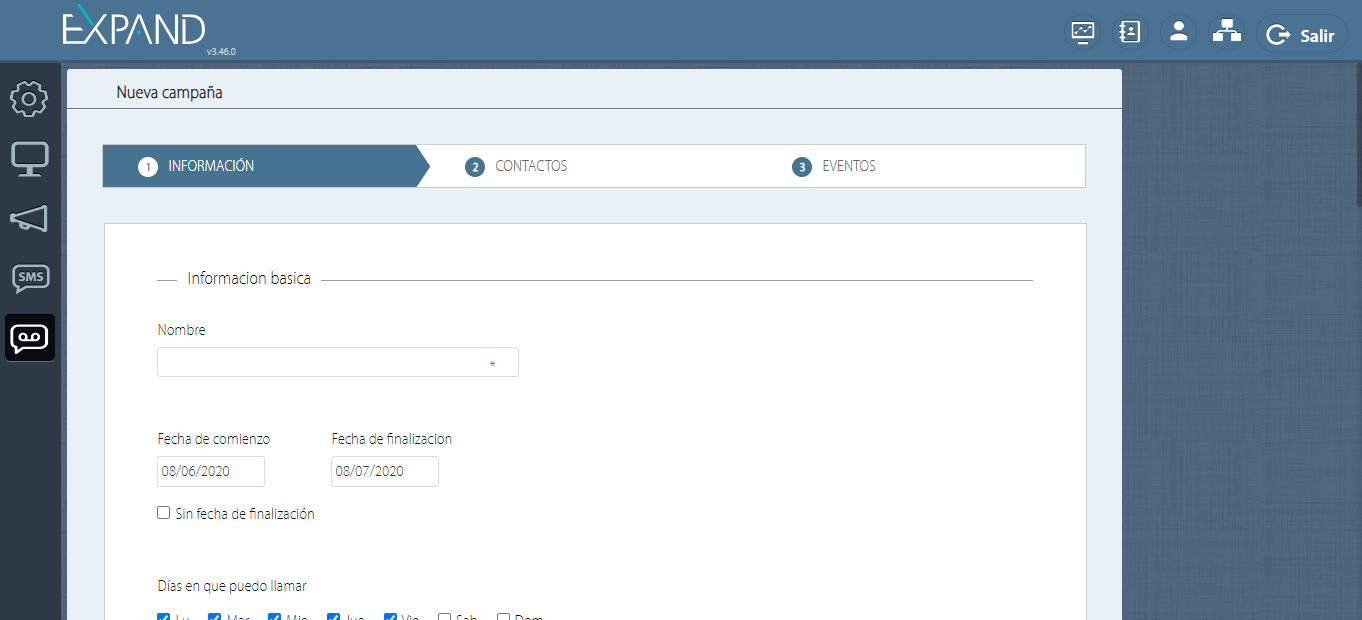 EXPAND
v3.46.0
Salir
Nueva campaña
1 INFORMACIÓN 2 CONTACTOS 3 EVENTOS
SMS
Informacion basica
Nombre
*
Fecha de comienzo Fecha de finalizacion
08/06/2020 08/07/2020
Sin fecha de finalización
Días en que puedo llamar
Lu Mar Mie Jue Vie Sab Dom